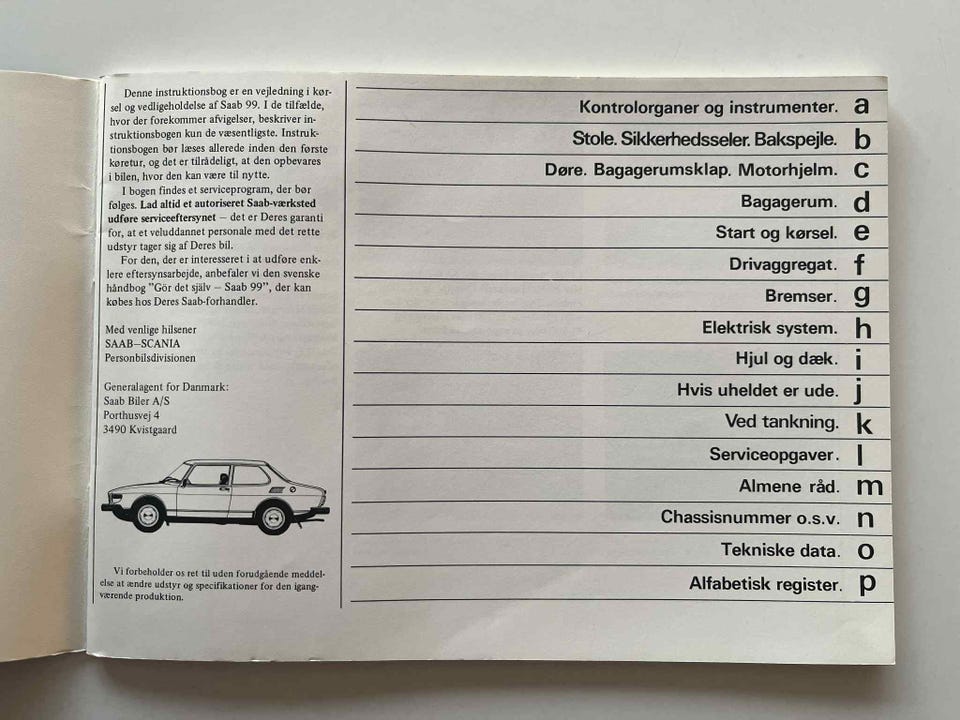 Denne instruktionsbog er en vejledning i kør-
sel og vedligeholdelse af Saab 99. I de tilfælde,
hvor der forekommer afvigelser, beskriver in-
struktionsbogen kun de væsentligste. Instruk-
tionsbogen bør læses allerede inden den første
køretur, og det er tilrådeligt, at den opbevares
i bilen, hvor den kan være til nytte.
I bogen findes et serviceprogram, der bør
følges. Lad altid et autoriseret Saab-værksted
udføre serviceeftersynet – det er Deres garanti
for, at et veluddannet personale med det rette
udstyr tager sig af Deres bil.
For den, der er interesseret i at udføre enk-
lere eftersynsarbejde, anbefaler vi den svenske
håndbog "Gör det själv – Saab 99", der kan
købes hos Deres Saab-forhandler.
Med venlige hilsener
SAAB–SCANIA
Personbilsdivisionen
Generalagent for Danmark:
Saab Biler A/S
Porthusvej 4
3490 Kvistgaard
Vi forbeholder os ret til uden forudgående meddel-
else at ændre udstyr og specifikationer for den igang-
værende produktion.
Kontrolorganer og instrumenter. a
Stole. Sikkerhedsseler. Bakspejle. b
Døre. Bagagerumsklap. Motorhjelm. c
Bagagerum. d
Start og kørsel. e
Drivaggregat. f
Bremser. g
Elektrisk system. h
Hjul og dæk. i
Hvis uheldet er ude. j
Ved tankning. k
Serviceopgaver. l
Almene råd. m
Chassisnummer o.s.v. n
Tekniske data. o
Alfabetisk register. p